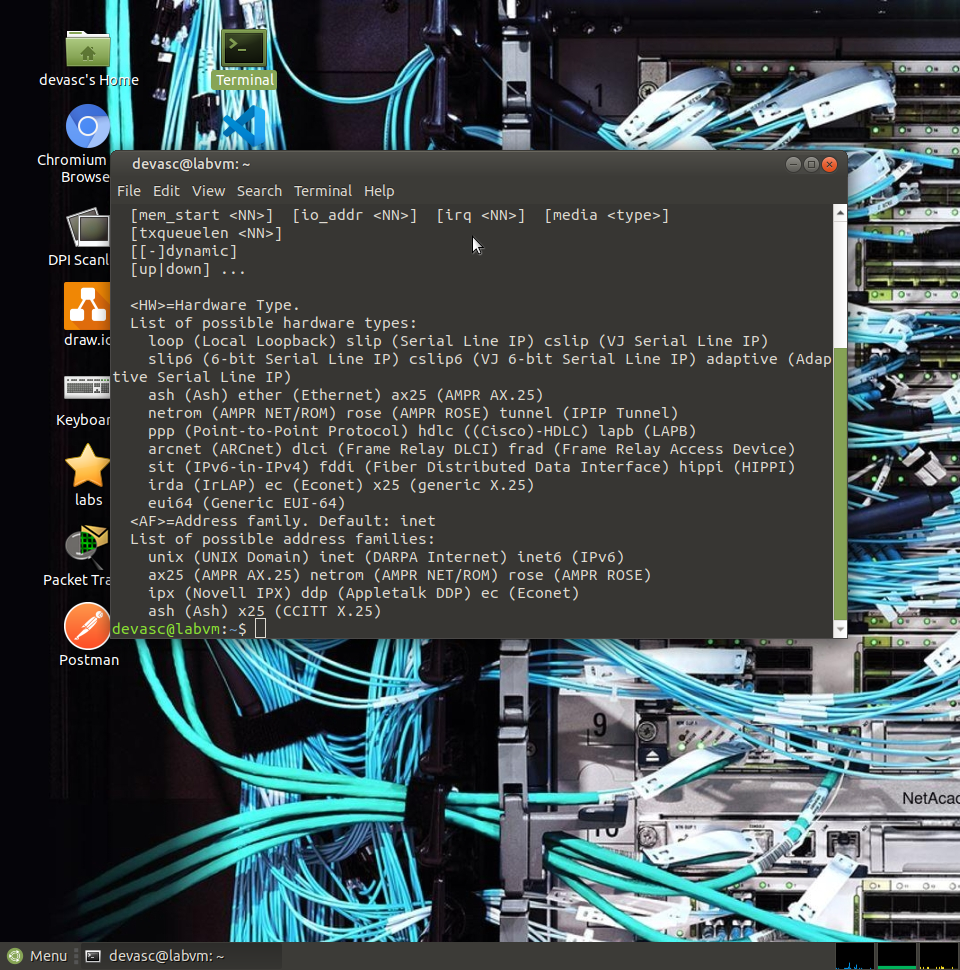 devasc's Home
Terminal
Chromium
Browse
DPI Scanl
draw.io
Keyboar
labs
Packet Tra
Postman
devasc@labvm: ~
File Edit View Search Terminal Help
[mem_start <NN>]  [io_addr <NN>]  [irq <NN>]  [media <type>]
[txqueuelen <NN>]
[[-]dynamic]
[up|down] ...
<HW>=Hardware Type.
List of possible hardware types:
loop (Local Loopback) slip (Serial Line IP) cslip (VJ Serial Line IP)
slip6 (6-bit Serial Line IP) cslip6 (VJ 6-bit Serial Line IP) adaptive (Adap
tive Serial Line IP)
ash (Ash) ether (Ethernet) ax25 (AMPR AX.25)
netrom (AMPR NET/ROM) rose (AMPR ROSE) tunnel (IPIP Tunnel)
ppp (Point-to-Point Protocol) hdlc ((Cisco)-HDLC) lapb (LAPB)
arcnet (ARCnet) dlci (Frame Relay DLCI) frad (Frame Relay Access Device)
sit (IPv6-in-IPv4) fddi (Fiber Distributed Data Interface) hippi (HIPPI)
irda (IrLAP) ec (Econet) x25 (generic X.25)
eui64 (Generic EUI-64)
<AF>=Address family. Default: inet
List of possible address families:
unix (UNIX Domain) inet (DARPA Internet) inet6 (IPv6)
ax25 (AMPR AX.25) netrom (AMPR NET/ROM) rose (AMPR ROSE)
ipx (Novell IPX) ddp (Appletalk DDP) ec (Econet)
ash (Ash) x25 (CCITT X.25)
devasc@labvm:~$
1
9
NetAcad
Menu
devasc@labvm: ~